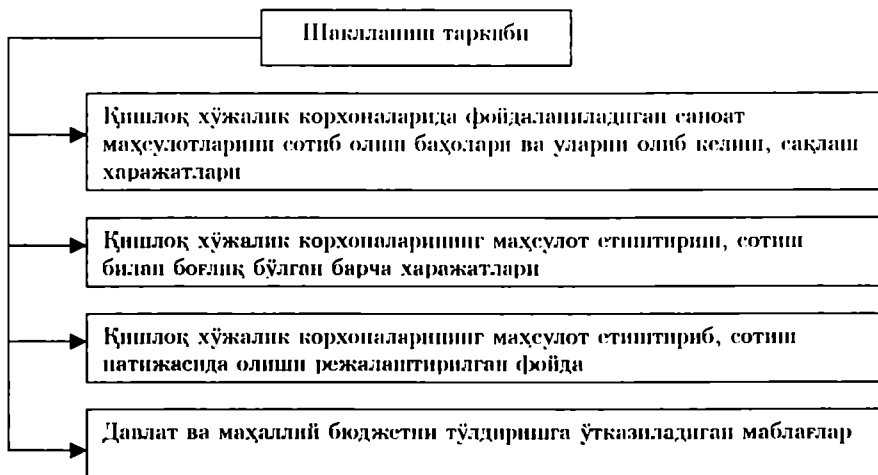 Шаклланиш таркиби
Қишлоқ хўжалик корхоналарида фойдаланиладиган саноат
маҳсулотларини сотиб олиш баҳолари ва уларни олиб келиш, сақлаш
харажатлари
Қишлоқ хўжалик корхоналарининг маҳсулот етиштириш, сотиш
билан боғлиқ бўлган барча харажатлари
Қишлоқ хўжалик корхоналарининг маҳсулот етиштириб, сотиш
натижасида олиши режалаштирилган фойда
Давлат ва маҳаллий бюджетни тўлдиришга ўтказиладиган маблағлар